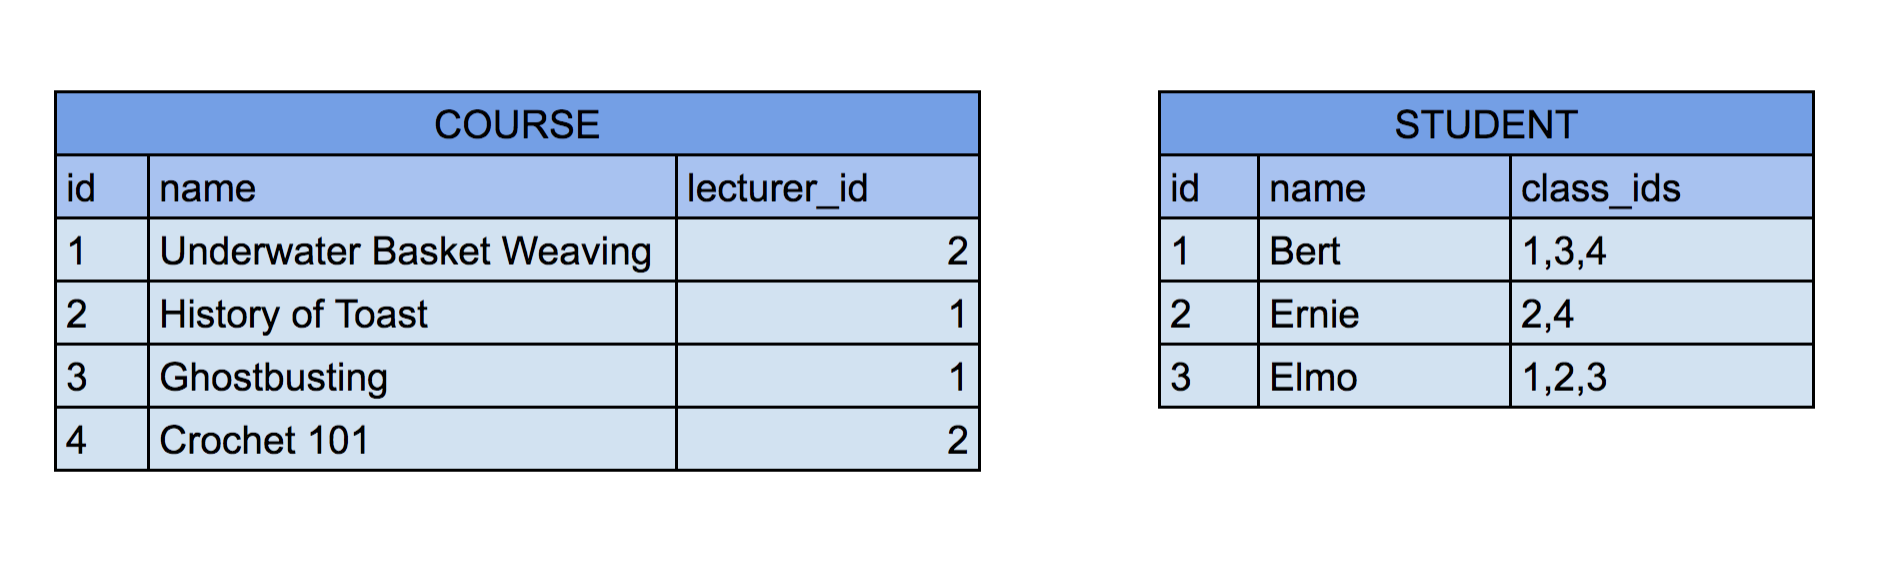 COURSE
id name lecturer_id
1 Underwater Basket Weaving 2
2 History of Toast 1
3 Ghostbusting 1
4 Crochet 101 2
STUDENT
id name class_ids
1 Bert 1,3,4
2 Ernie 2,4
3 Elmo 1,2,3